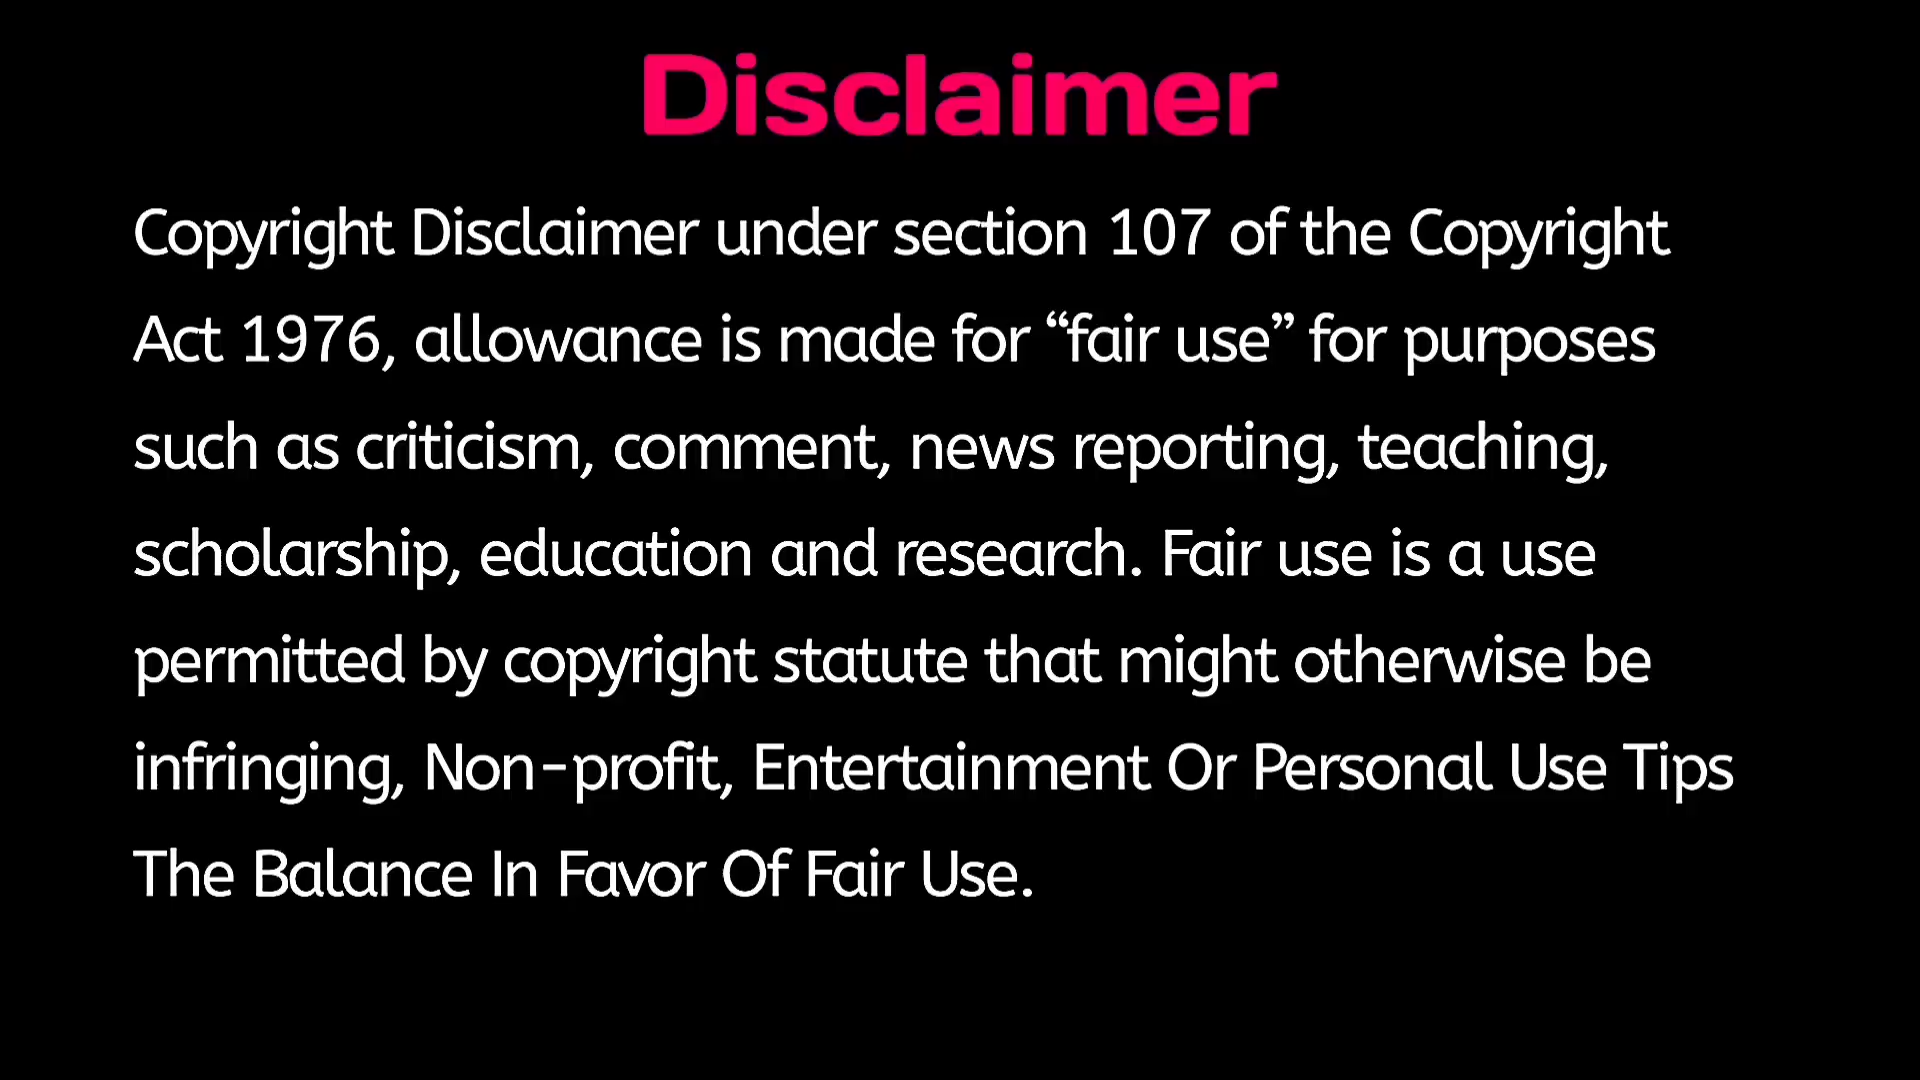 Disclaimer
Copyright Disclaimer under section 107 of the Copyright
Act 1976, allowance is made for “fair use” for purposes
such as criticism, comment, news reporting, teaching,
scholarship, education and research. Fair use is a use
permitted by copyright statute that might otherwise be
infringing, Non-profit, Entertainment Or Personal Use Tips
The Balance In Favor Of Fair Use.